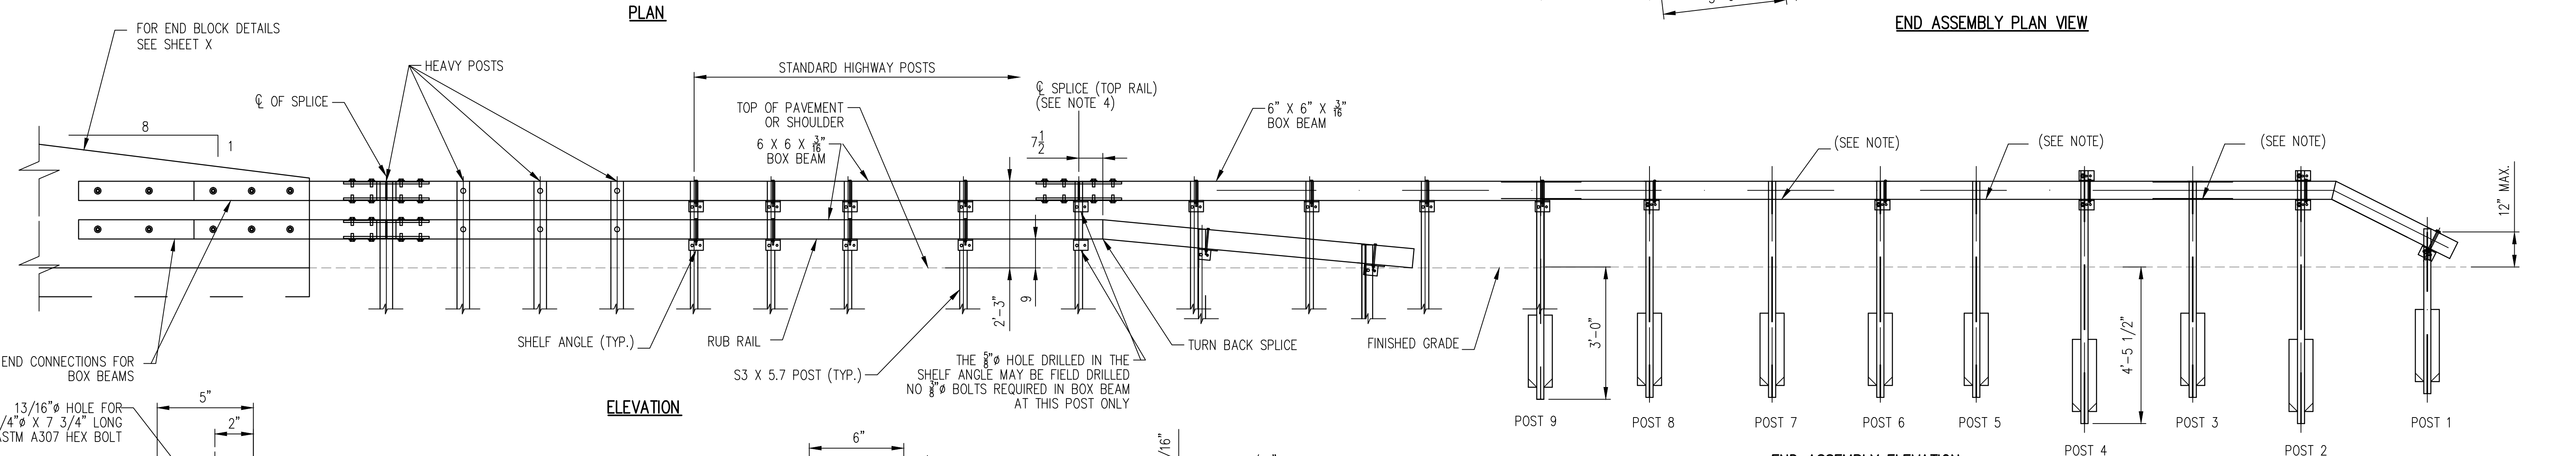 PLAN
END ASSEMBLY PLAN VIEW
FOR END BLOCK DETAILS
SEE SHEET X
HEAVY POSTS
STANDARD HIGHWAY POSTS
℄ OF SPLICE
TOP OF PAVEMENT
OR SHOULDER
℄ SPLICE (TOP RAIL)
(SEE NOTE 4)
6" X 6" X 3/16"
BOX BEAM
8
1
6 X 6 X 3/16"
BOX BEAM
7 1/2
(SEE NOTE)
(SEE NOTE)
(SEE NOTE)
12" MAX.
2'-3"
9
3'-0"
4'-5 1/2"
SHELF ANGLE (TYP.)
RUB RAIL
TURN BACK SPLICE
FINISHED GRADE
END CONNECTIONS FOR
BOX BEAMS
S3 X 5.7 POST (TYP.)
THE 5/8"Ø HOLE DRILLED IN THE
SHELF ANGLE MAY BE FIELD DRILLED
NO 3/8"Ø BOLTS REQUIRED IN BOX BEAM
AT THIS POST ONLY
POST 9
POST 8
POST 7
POST 6
POST 5
POST 4
POST 3
POST 2
POST 1
ELEVATION
13/16"Ø HOLE FOR
/4"Ø X 7 3/4" LONG
ASTM A307 HEX BOLT
5"
2"
6"
/16"
END ASSEMBLY ELEVATION